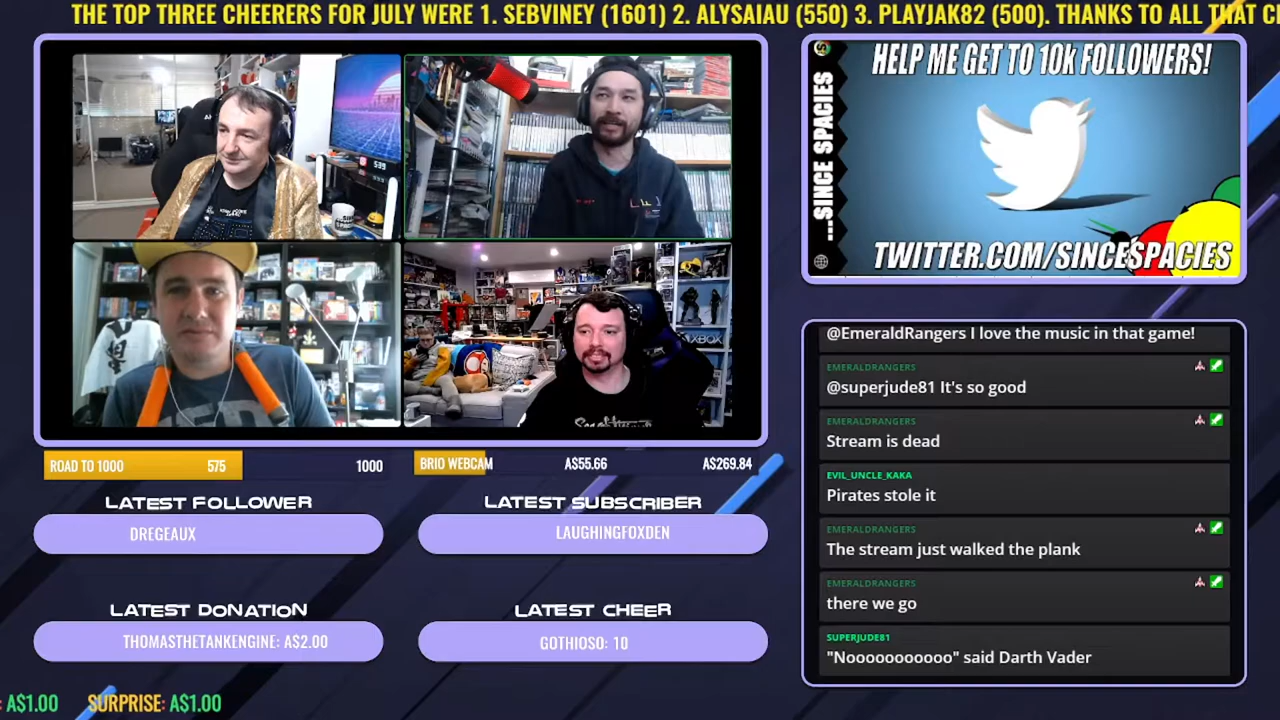 THE TOP THREE CHEERERS FOR JULY WERE 1. SEBVINEY (1601) 2. ALYSAIAU (550) 3. PLAYJAK82 (500). THANKS TO ALL THAT
HELP ME GET TO 10K FOLLOWERS!
...SINCE SPACIES
TWITTER.COM/SINCESPACIES
XBOX
@EmeraldRangers I love the music in that game!
EMERALDRANGERS
@superjude81 It's so good
EMERALDRANGERS
Stream is dead
EVIL_UNCLE_KAKA
Pirates stole it
EMERALDRANGERS
The stream just walked the plank
EMERALDRANGERS
there we go
SUPERJUDE81
"Nooooooooooo" said Darth Vader
ROAD TO 1000 575 1000
BRIO WEBCAM A$55.66 A$269.84
LATEST FOLLOWER
DREGEAUX
LATEST SUBSCRIBER
LAUGHINGFOXDEN
LATEST DONATION
THOMASTHETANKENGINE: A$2.00
LATEST CHEER
GOTHIOSO: 10
: A$1.00 SURPRISE: A$1.00